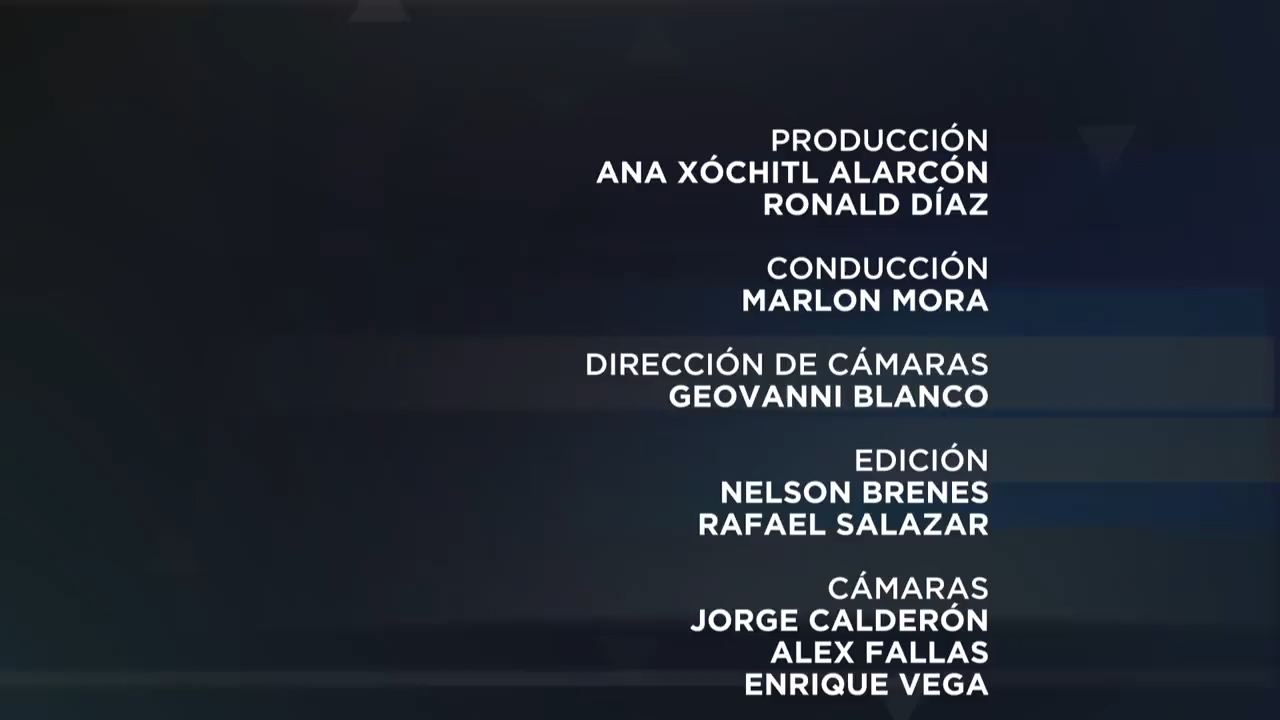 PRODUCCIÓN
ANA XÓCHITL ALARCÓN
RONALD DÍAZ
CONDUCCIÓN
MARLON MORA
DIRECCIÓN DE CÁMARAS
GEOVANNI BLANCO
EDICIÓN
NELSON BRENES
RAFAEL SALAZAR
CÁMARAS
JORGE CALDERÓN
ALEX FALLAS
ENRIQUE VEGA